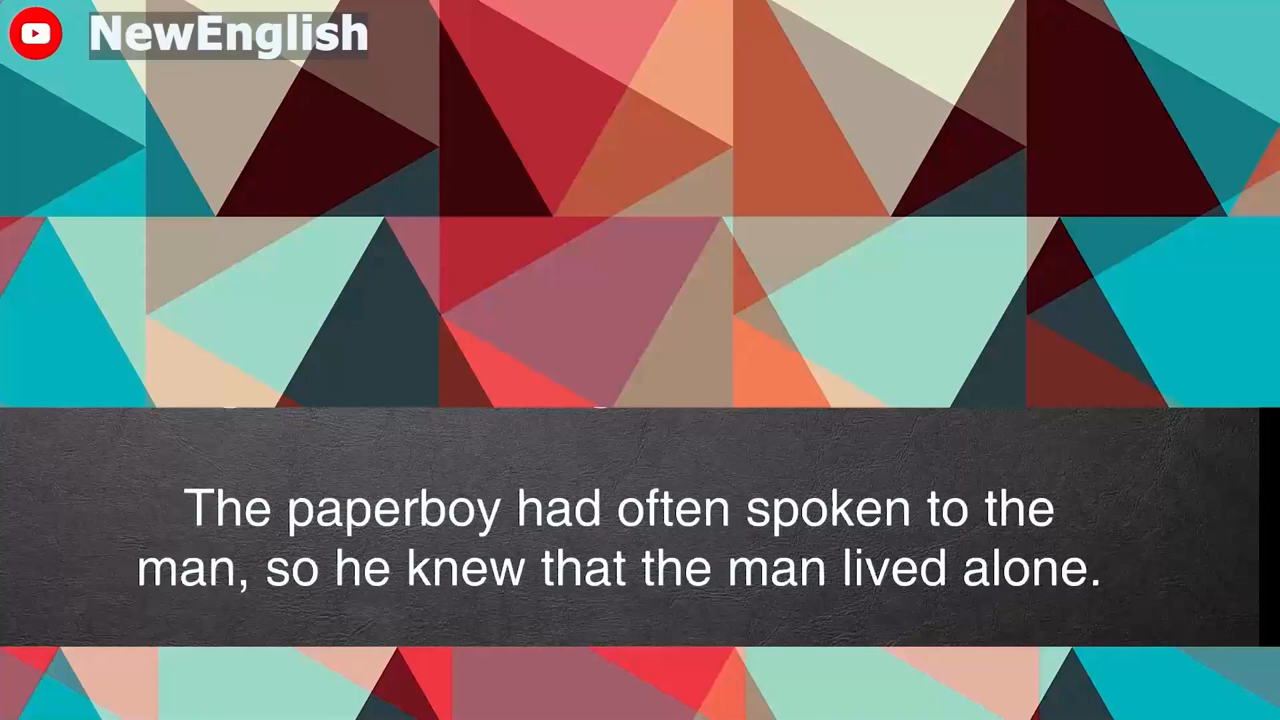 NewEnglish
The paperboy had often spoken to the
man, so he knew that the man lived alone.